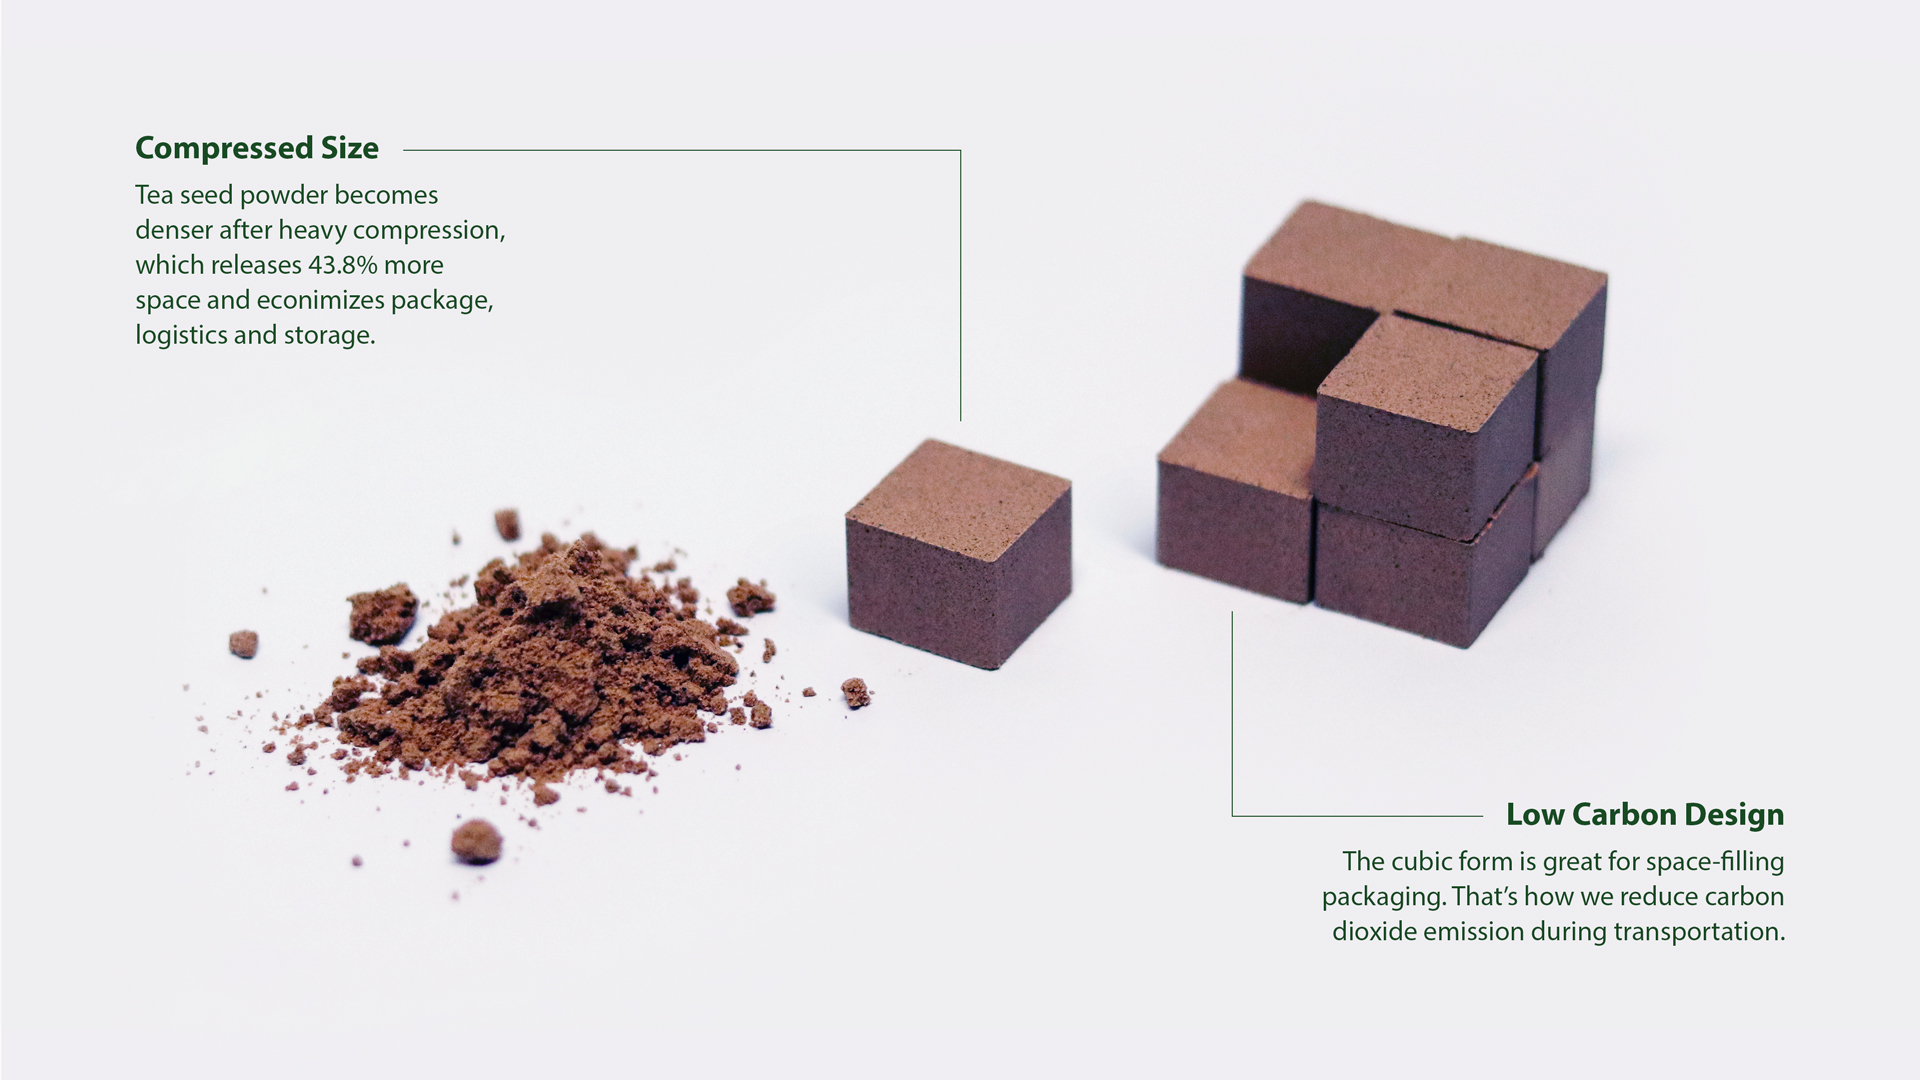 Compressed Size
Tea seed powder becomes
denser after heavy compression,
which releases 43.8% more
space and econimizes package,
logistics and storage.
Low Carbon Design
The cubic form is great for space-filling
packaging. That’s how we reduce carbon
dioxide emission during transportation.